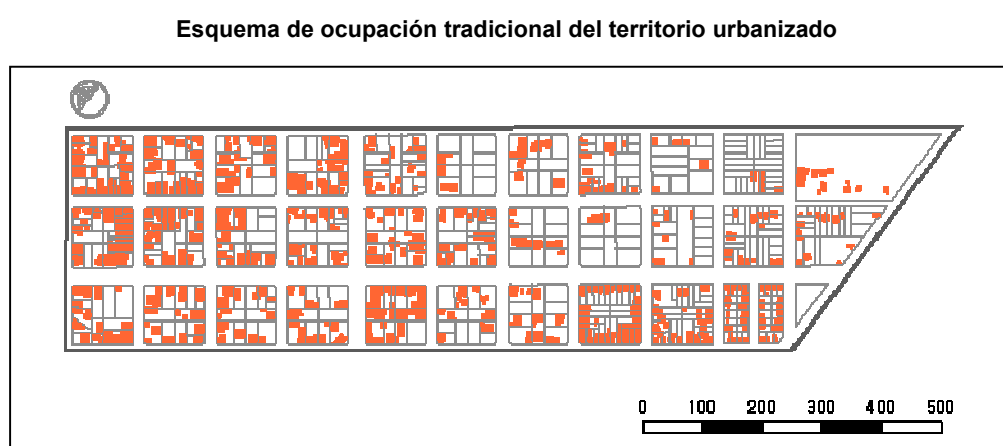 Esquema de ocupación tradicional del territorio urbanizado
0 100 200 300 400 500